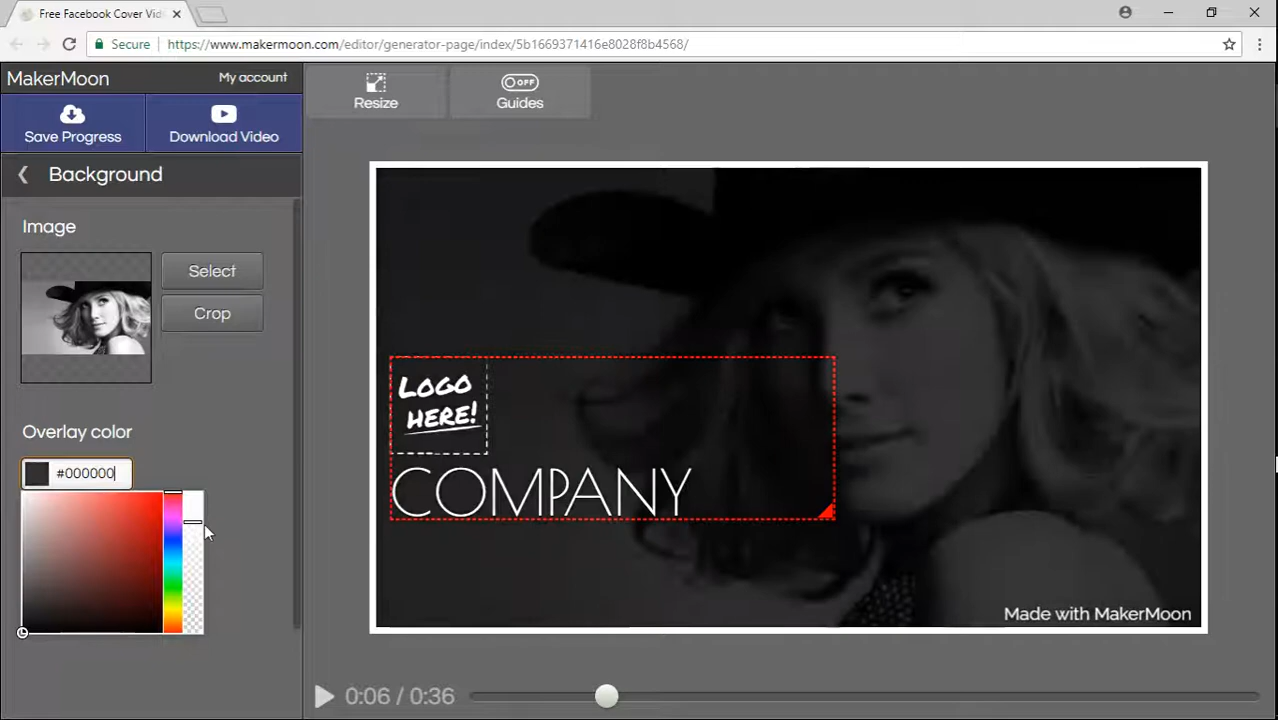 Free Facebook Cover Vid
Secure https://www.makermoon.com/editor/generator-page/index/5b1669371416e8028f8b4568/
MakerMoon
My account
Resize
OFF
Guides
Save Progress
Download Video
Background
Image
Select
Crop
Overlay color
#000000
LOGO
HERE!
COMPANY
Made with MakerMoon
0:06 / 0:36